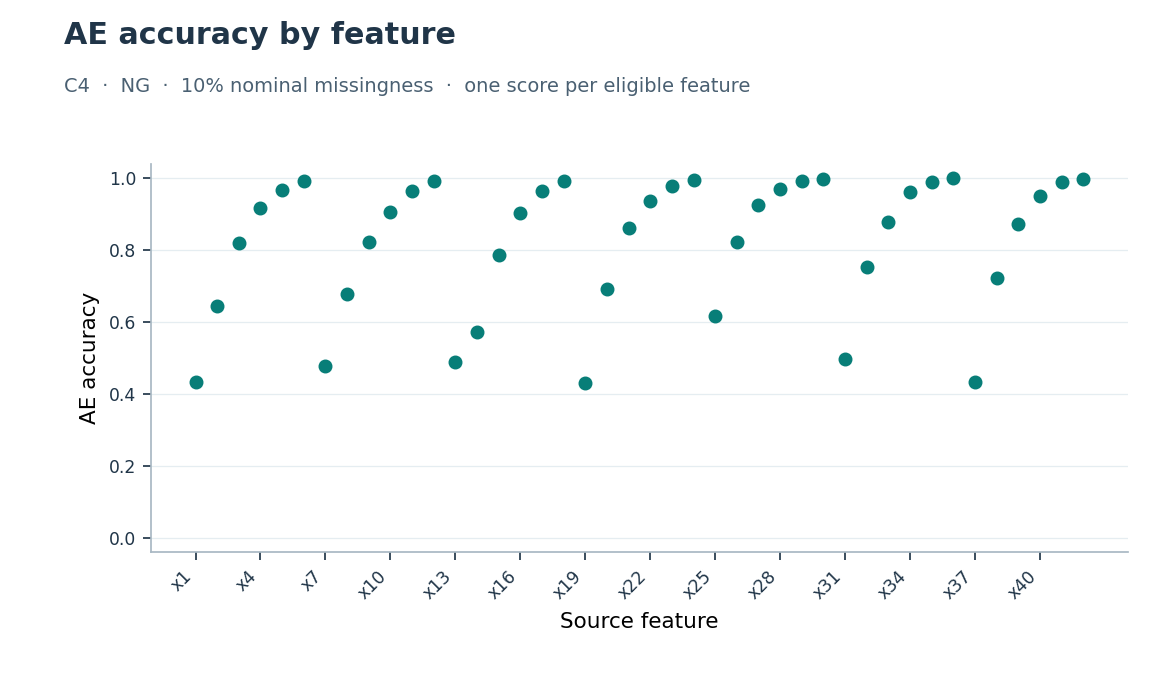 AE accuracy by feature
C4 · NG · 10% nominal missingness · one score per eligible feature
1.0
0.8
0.6
0.4
0.2
0.0
AE accuracy
x1 x4 x7 x10 x13 x16 x19 x22 x25 x28 x31 x34 x37 x40
Source feature